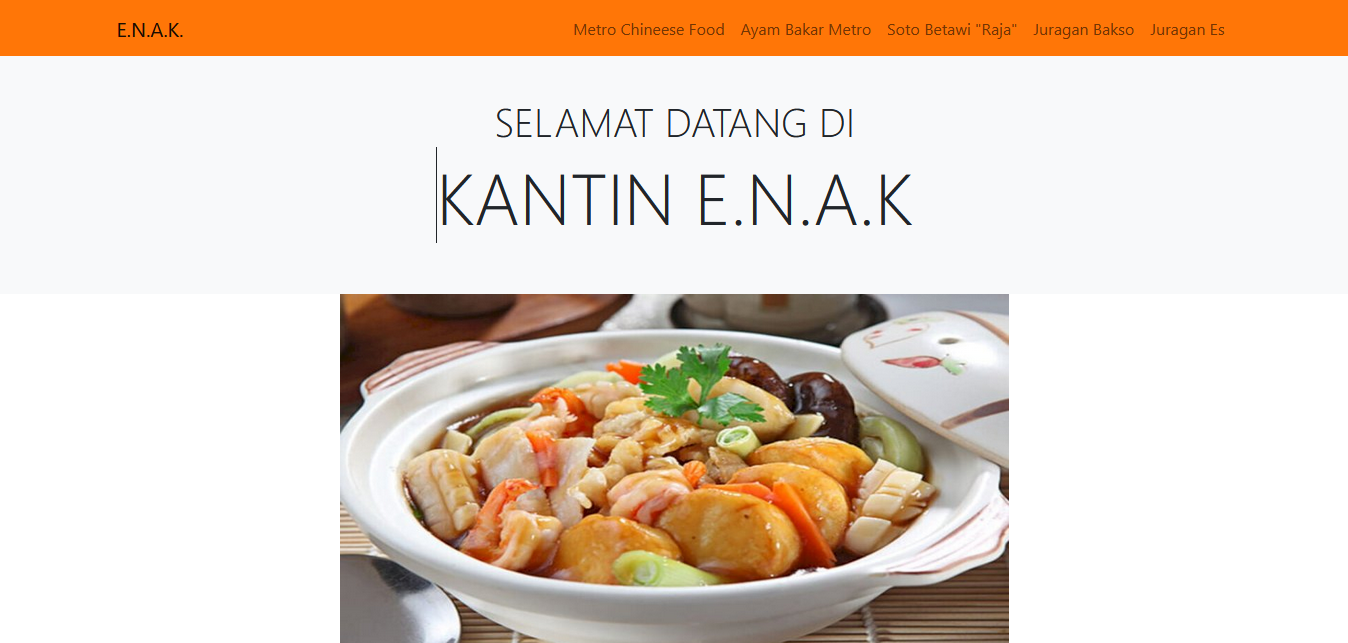 E.N.A.K.
Metro Chineese Food Ayam Bakar Metro Soto Betawi "Raja" Juragan Bakso Juragan Es
SELAMAT DATANG DI
KANTIN E.N.A.K